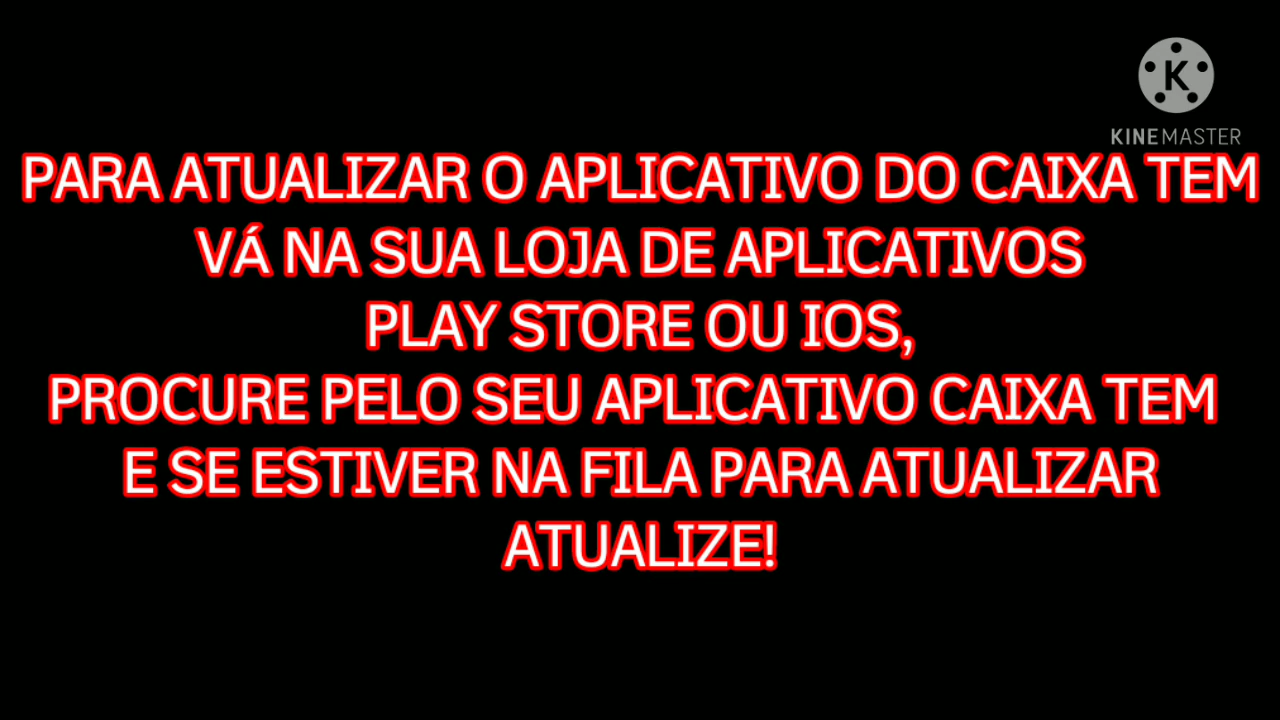 K
KINEMASTER
PARA ATUALIZAR O APLICATIVO DO CAIXA TEM
VÁ NA SUA LOJA DE APLICATIVOS
PLAY STORE OU IOS,
PROCURE PELO SEU APLICATIVO CAIXA TEM
E SE ESTIVER NA FILA PARA ATUALIZAR
ATUALIZE!